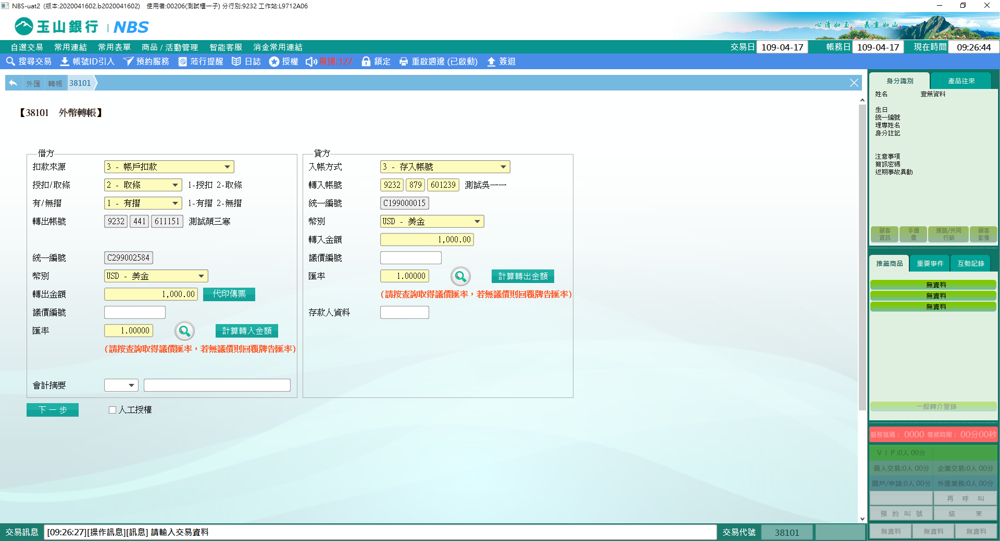 NBS-uat2 (版本:2020041602.b2020041602) 使用者:00206(測試櫃一子) 分行別:9232 工作站:L9712A06
玉山銀行 | NBS
心清如玉。義重如山。
自選交易 常用連結 常用表單 商品 / 活動管理 智能客服 消金常用連結 交易日 109-04-17 帳務日 109-04-17 現在時間 09:26:44
搜尋交易 帳號ID引入 預約服務 蒞行提醒 日誌 授權 廣播:327 鎖定 重啟週邊 (已啟動) 簽退
外匯 轉帳 38101
【38101 外幣轉帳】
借方
扣款來源 3 - 帳戶扣款
授扣/取條 2 - 取條 1-授扣 2-取條
有/無摺 1 - 有摺 1-有摺 2-無摺
轉出帳號 9232 441 611151 測試顏三寒
統一編號 C299002584
幣別 USD - 美金
轉出金額 1,000.00 代印傳票
議價編號
匯率 1.00000 計算轉入金額
(請按查詢取得議價匯率，若無議價則回覆牌告匯率)
會計摘要
貸方
入帳方式 3 - 存入帳號
轉入帳號 9232 879 601239 測試吳一一
統一編號 C199000015
幣別 USD - 美金
轉入金額 1,000.00
議價編號
匯率 1.00000 計算轉出金額
(請按查詢取得議價匯率，若無議價則回覆牌告匯率)
存款人資料
下一步 人工授權
身分識別 產品往來
姓名 查無資料
生日
統一編號
理專姓名
身分註記
注意事項
簡訊密碼
近期事故異動
顧客資訊 手續費 通路/共同行銷 顧客影像
推薦商品 重要事件 互動記錄
無資料
無資料
無資料
一般轉介登錄
服務號碼： 0000 等候時間： 00分00秒
ＶＩＰ:0人 00分
個人交易:0人 00分 企業交易:0人 00分
開戶/申請:0人 00分 外匯業務:0人 00分
再 呼 叫
預 約 叫 號 結 束
無資料 無資料 無資料
交易訊息 [09:26:27][操作訊息][訊息] 請輸入交易資料 交易代號 38101